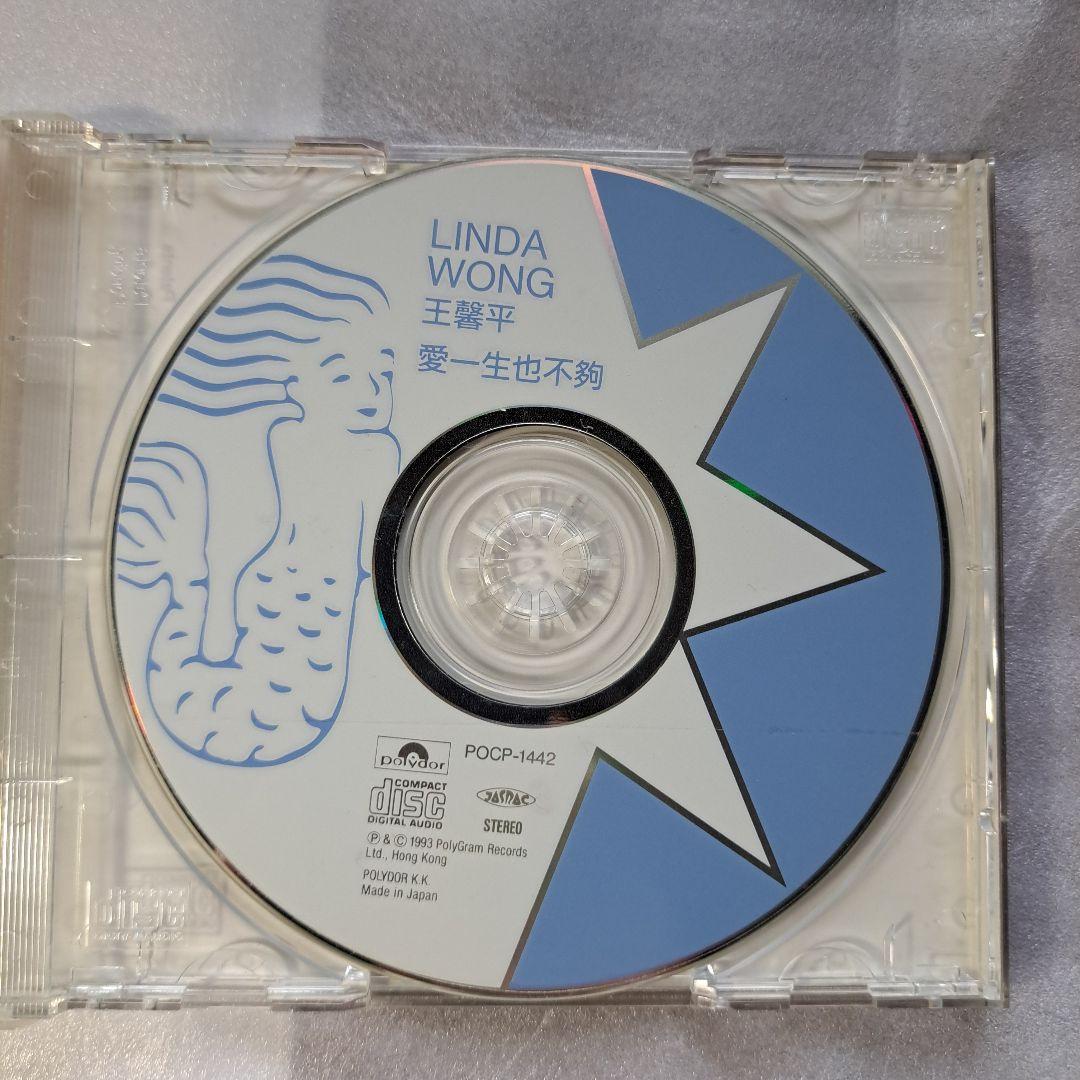 LINDA
WONG
王馨平
愛一生也不夠
Polydor
POCP-1442
COMPACT
disc
DIGITAL AUDIO
JASRAC
STEREO
Ⓟ & © 1993 PolyGram Records
Ltd., Hong Kong
POLYDOR K.K.
Made in Japan